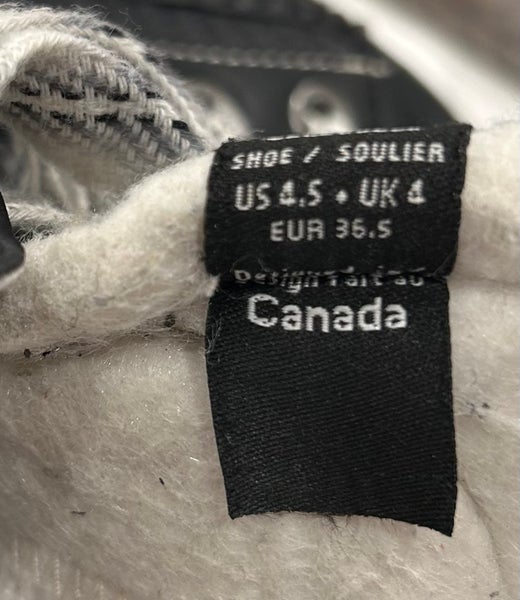 SHOE / SOULIER
US 4.5 • UK 4
EUR 36.5
Canada